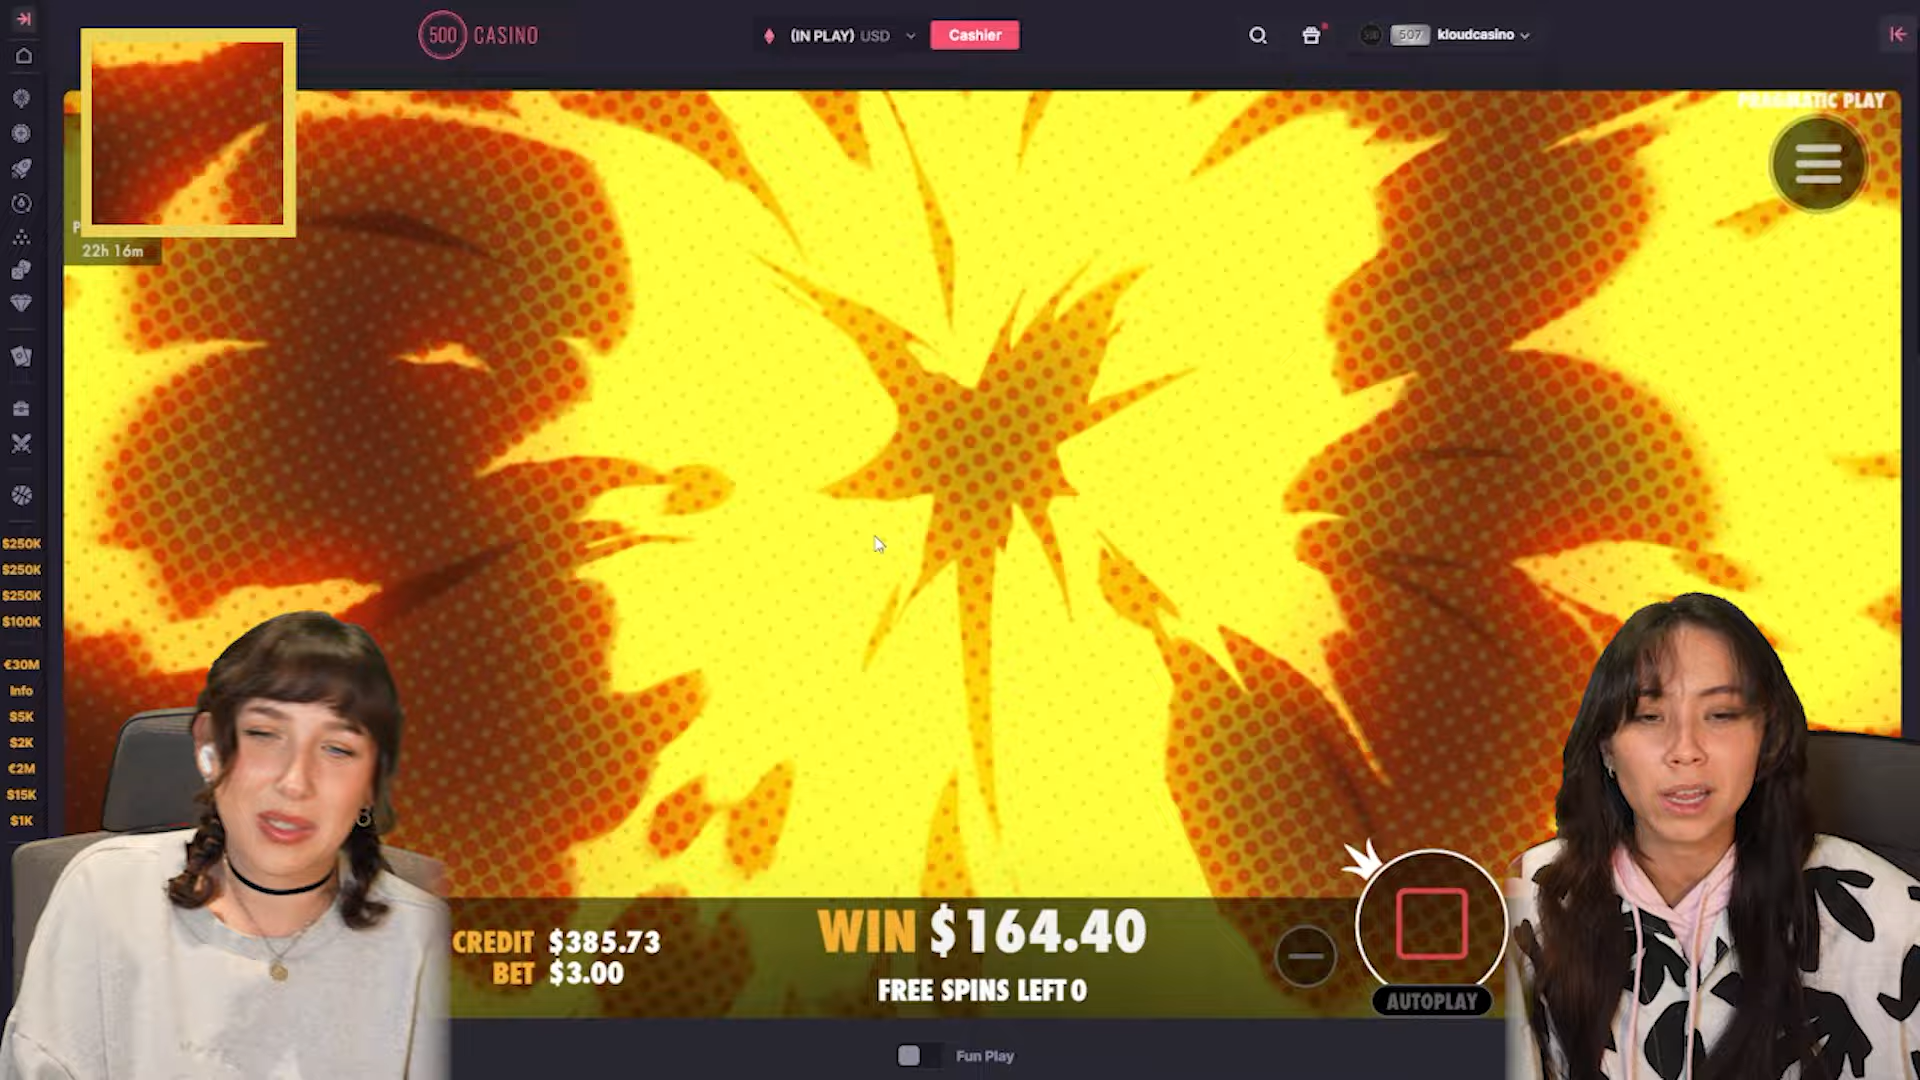 500 CASINO
(IN PLAY) USD
Cashier
507
kloudcasino
PRAGMATIC PLAY
22h 16m
$250K
$250K
$250K
$100K
€30M
Info
$5K
$2K
€2M
$15K
$1K
CREDIT $385.73
BET $3.00
WIN $164.40
FREE SPINS LEFT 0
AUTOPLAY
Fun Play